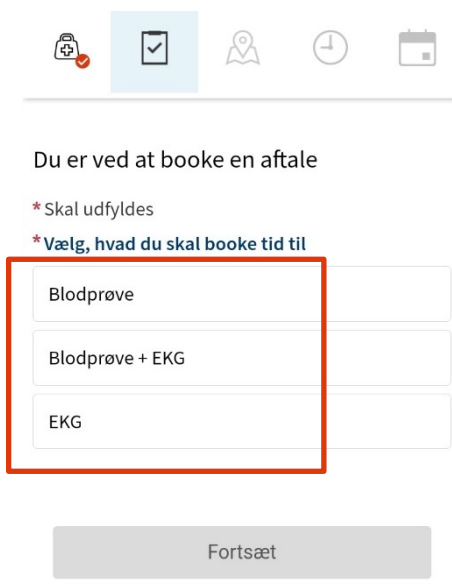 Du er ved at booke en aftale
* Skal udfyldes
* Vælg, hvad du skal booke tid til
Blodprøve
Blodprøve + EKG
EKG
Fortsæt